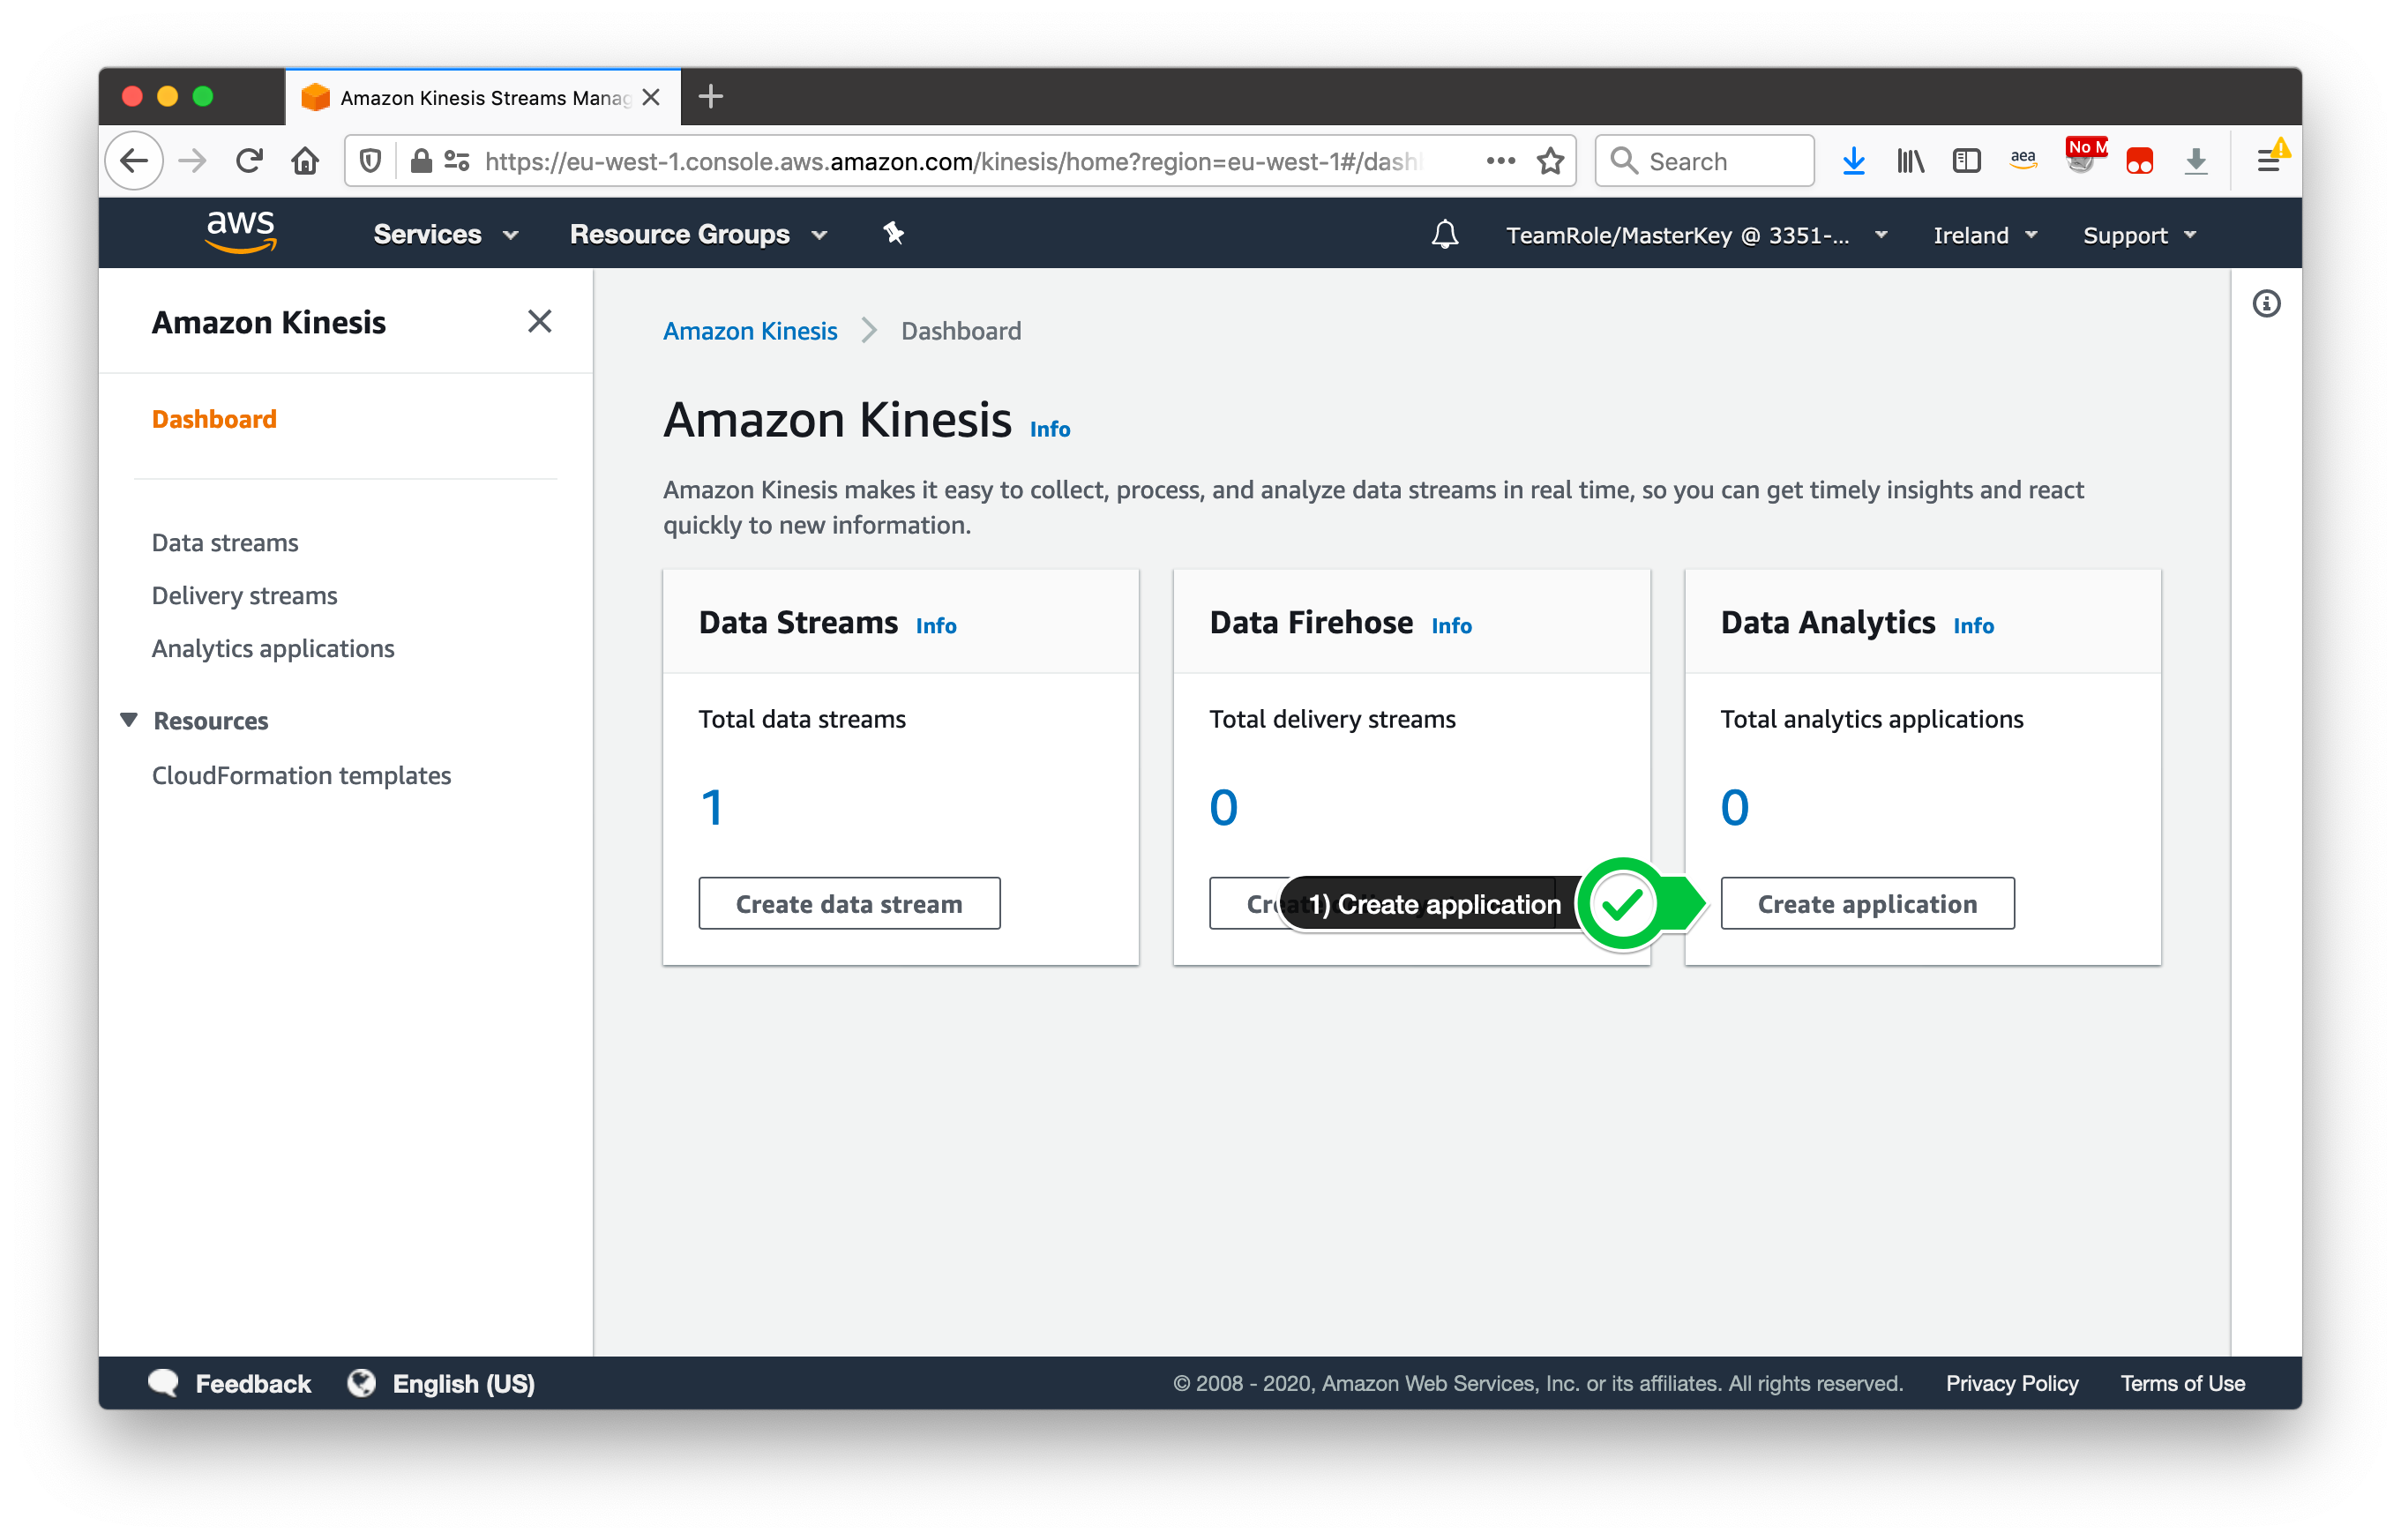 Amazon Kinesis Streams Manag
https://eu-west-1.console.aws.amazon.com/kinesis/home?region=eu-west-1#/dash
Search
aea
No M
aws
Services
Resource Groups
TeamRole/MasterKey @ 3351-...
Ireland
Support
Amazon Kinesis
Dashboard
Data streams
Delivery streams
Analytics applications
Resources
CloudFormation templates
Amazon Kinesis
Dashboard
Amazon Kinesis Info
Amazon Kinesis makes it easy to collect, process, and analyze data streams in real time, so you can get timely insights and react
quickly to new information.
Data Streams Info
Total data streams
1
Create data stream
Data Firehose Info
Total delivery streams
0
1) Create application
Data Analytics Info
Total analytics applications
0
Create application
Feedback
English (US)
© 2008 - 2020, Amazon Web Services, Inc. or its affiliates. All rights reserved.
Privacy Policy
Terms of Use